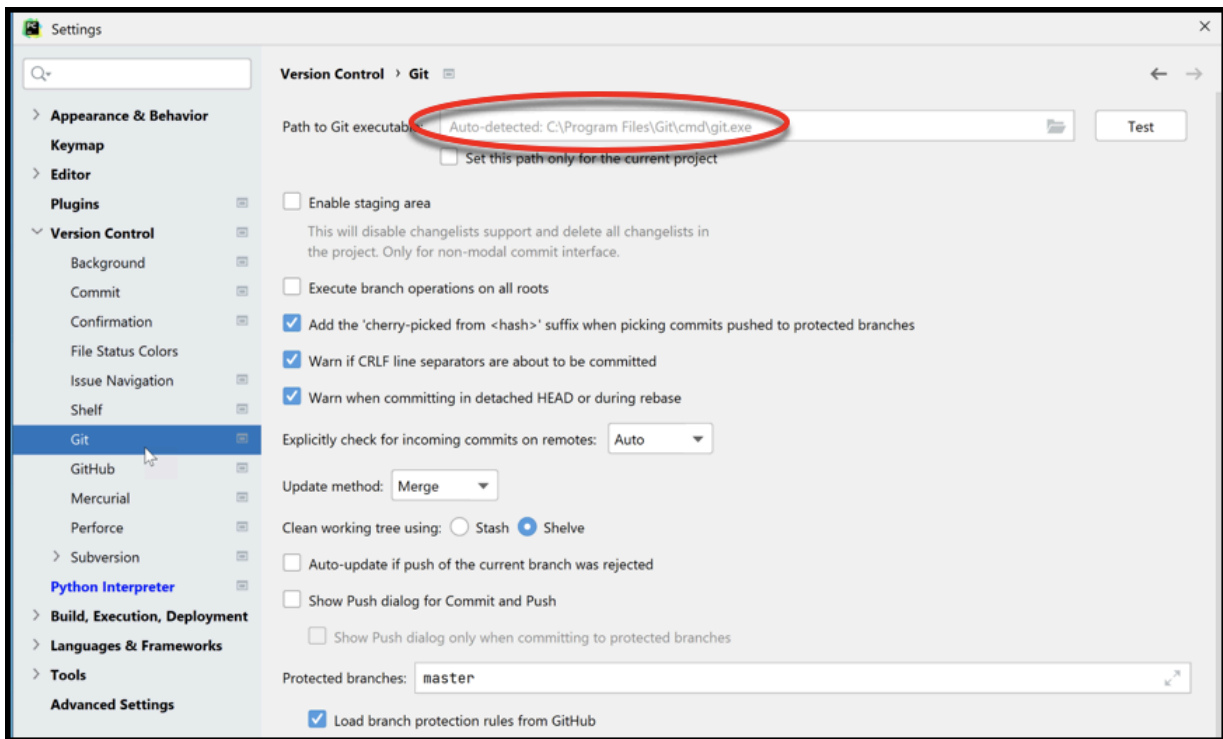 Settings
Version Control › Git
Appearance & Behavior
Keymap
Editor
Plugins
Version Control
Background
Commit
Confirmation
File Status Colors
Issue Navigation
Shelf
Git
GitHub
Mercurial
Perforce
Subversion
Python Interpreter
Build, Execution, Deployment
Languages & Frameworks
Tools
Advanced Settings
Path to Git executable: Auto-detected: C:\Program Files\Git\cmd\git.exe Test
Set this path only for the current project
Enable staging area
This will disable changelists support and delete all changelists in
the project. Only for non-modal commit interface.
Execute branch operations on all roots
Add the 'cherry-picked from <hash>' suffix when picking commits pushed to protected branches
Warn if CRLF line separators are about to be committed
Warn when committing in detached HEAD or during rebase
Explicitly check for incoming commits on remotes: Auto
Update method: Merge
Clean working tree using: Stash Shelve
Auto-update if push of the current branch was rejected
Show Push dialog for Commit and Push
Show Push dialog only when committing to protected branches
Protected branches: master
Load branch protection rules from GitHub